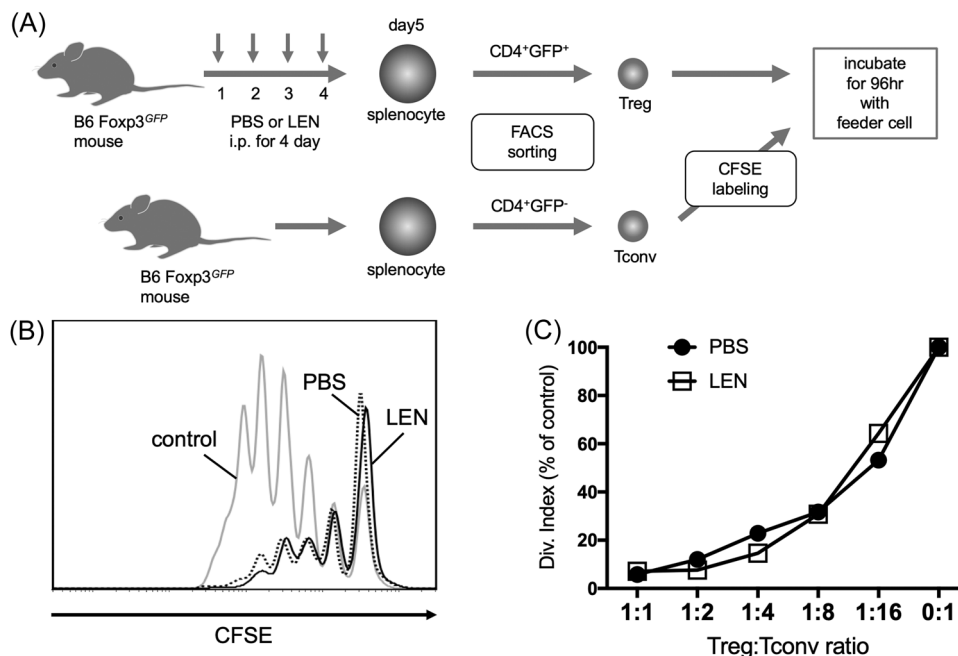 (A)
day5
CD4⁺GFP⁺
1 2 3 4
splenocyte
Treg
incubate
for 96hr
with
feeder cell
B6 Foxp3ᴳᶠᴾ
mouse
PBS or LEN
i.p. for 4 day
FACS
sorting
CFSE
labeling
CD4⁺GFP⁻
splenocyte
Tconv
B6 Foxp3ᴳᶠᴾ
mouse
(B)
control
PBS
LEN
CFSE
(C)
PBS
LEN
Div. Index (% of control)
100
80
60
40
20
0
1:1 1:2 1:4 1:8 1:16 0:1
Treg:Tconv ratio